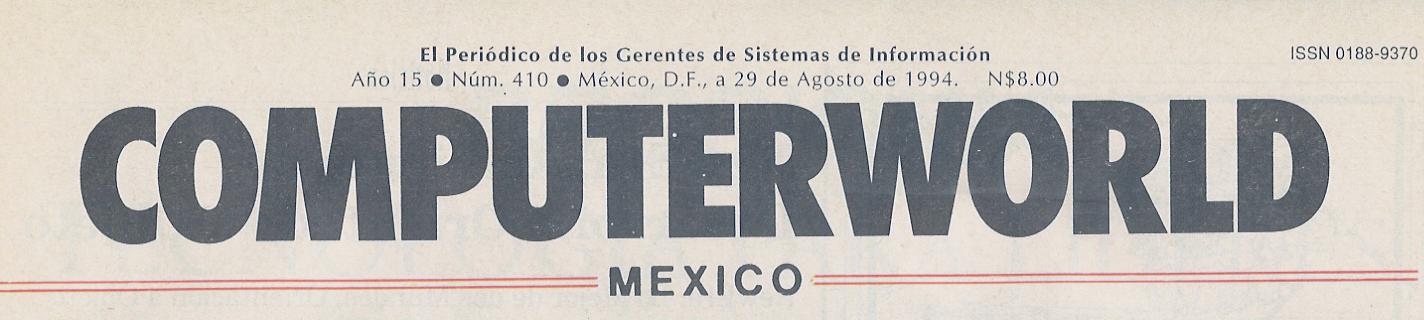 El Periódico de los Gerentes de Sistemas de Información
ISSN 0188-9370
Año 15 ● Núm. 410 ● México, D.F., a 29 de Agosto de 1994. N$8.00
COMPUTERWORLD
MEXICO